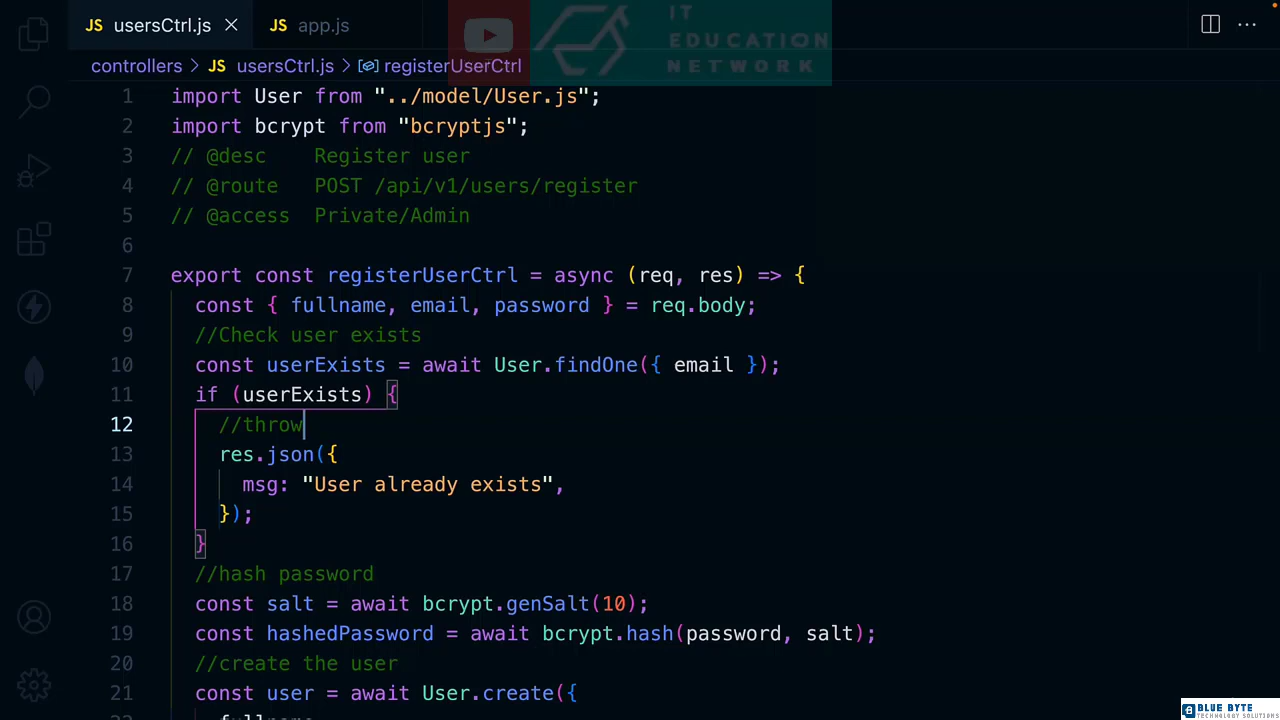 JS usersCtrl.js
JS app.js
IT
EDUCATION
NETWORK
controllers > JS usersCtrl.js > registerUserCtrl
1 import User from "../model/User.js";
2 import bcrypt from "bcryptjs";
3 // @desc    Register user
4 // @route   POST /api/v1/users/register
5 // @access  Private/Admin
6
7 export const registerUserCtrl = async (req, res) => {
8   const { fullname, email, password } = req.body;
9   //Check user exists
10   const userExists = await User.findOne({ email });
11   if (userExists) {
12     //throw
13     res.json({
14       msg: "User already exists",
15     });
16   }
17   //hash password
18   const salt = await bcrypt.genSalt(10);
19   const hashedPassword = await bcrypt.hash(password, salt);
20   //create the user
21   const user = await User.create({
BLUE BYTE
TECHNOLOGY SOLUTIONS